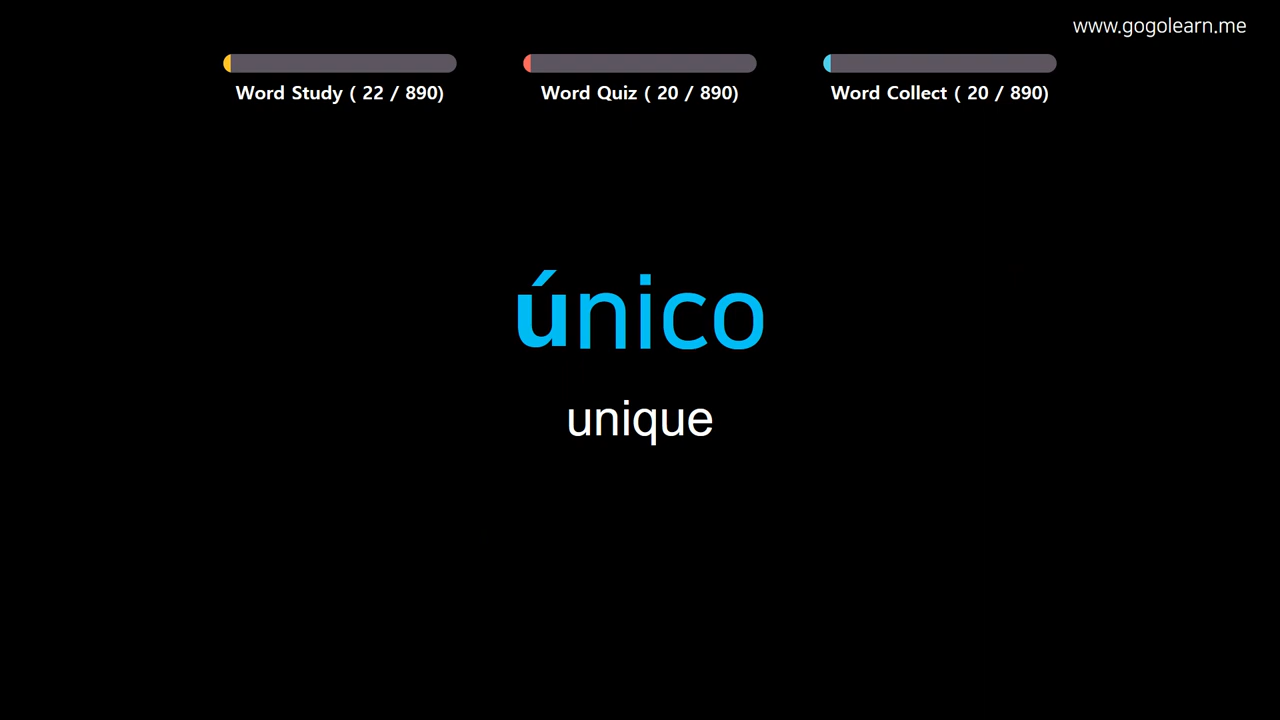 www.gogolearn.me
Word Study ( 22 / 890)
Word Quiz ( 20 / 890)
Word Collect ( 20 / 890)
único
unique